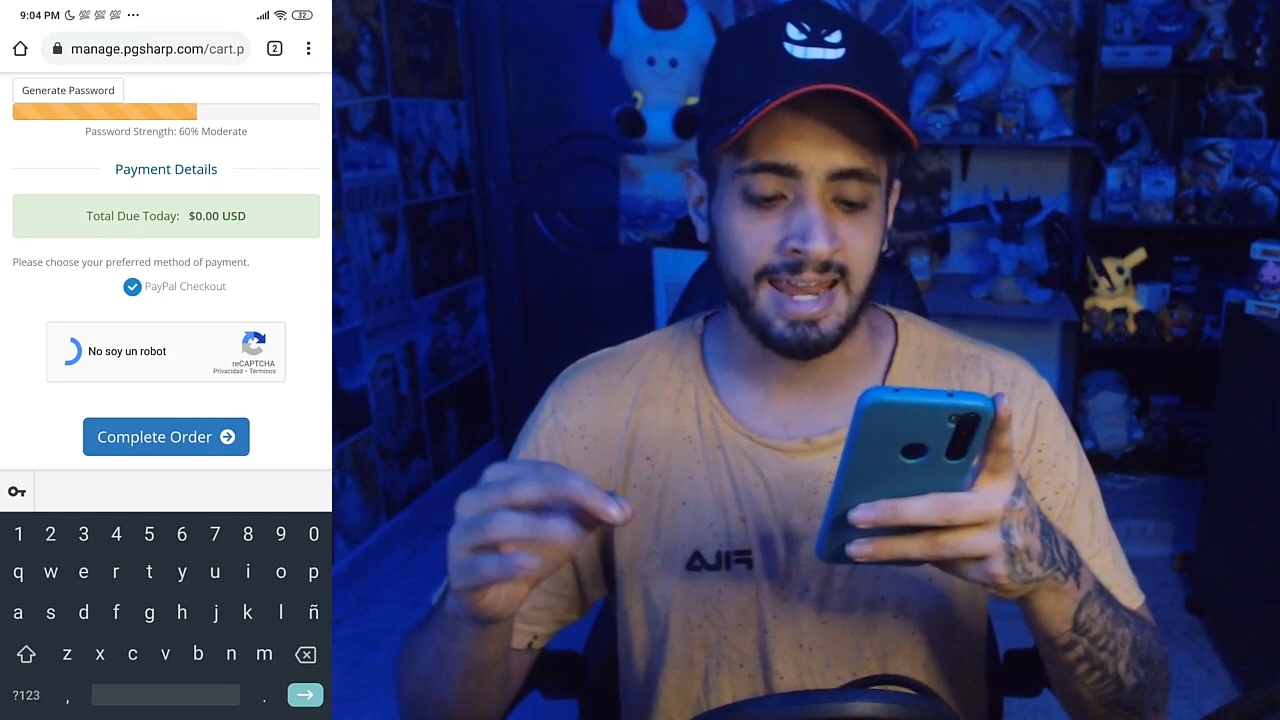 9:04 PM 💯 💯 💯 ••• 32
manage.pgsharp.com/cart.p 2
Generate Password
Password Strength: 60% Moderate
Payment Details
Total Due Today: $0.00 USD
Please choose your preferred method of payment.
PayPal Checkout
No soy un robot
reCAPTCHA
Privacidad - Términos
Complete Order
1 2 3 4 5 6 7 8 9 0
q w e r t y u i o p
a s d f g h j k l ñ
z x c v b n m
?123 , .
FILA